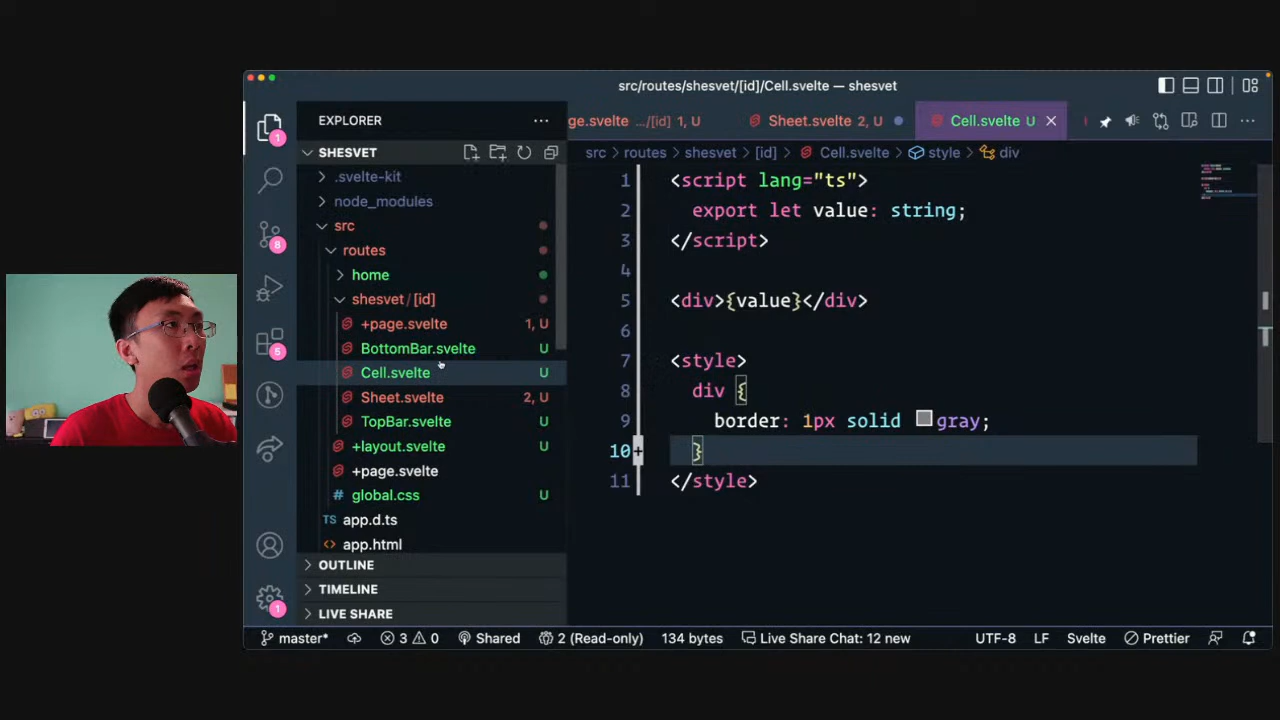 src/routes/shesvet/[id]/Cell.svelte — shesvet
EXPLORER
ge.svelte .../[id] 1, U
Sheet.svelte 2, U
Cell.svelte U
SHESVET
src
routes
shesvet
[id]
Cell.svelte
style
div
.svelte-kit
node_modules
src
routes
home
shesvet / [id]
+page.svelte 1, U
BottomBar.svelte U
Cell.svelte U
Sheet.svelte 2, U
TopBar.svelte U
+layout.svelte U
+page.svelte
# global.css U
TS app.d.ts
<> app.html
OUTLINE
TIMELINE
LIVE SHARE
1
8
5
1
1 <script lang="ts">
2 export let value: string;
3 </script>
4
5 <div>{value}</div>
6
7 <style>
8 div {
9 border: 1px solid gray;
10 }
11 </style>
master* 3 0 Shared 2 (Read-only) 134 bytes Live Share Chat: 12 new UTF-8 LF Svelte Prettier